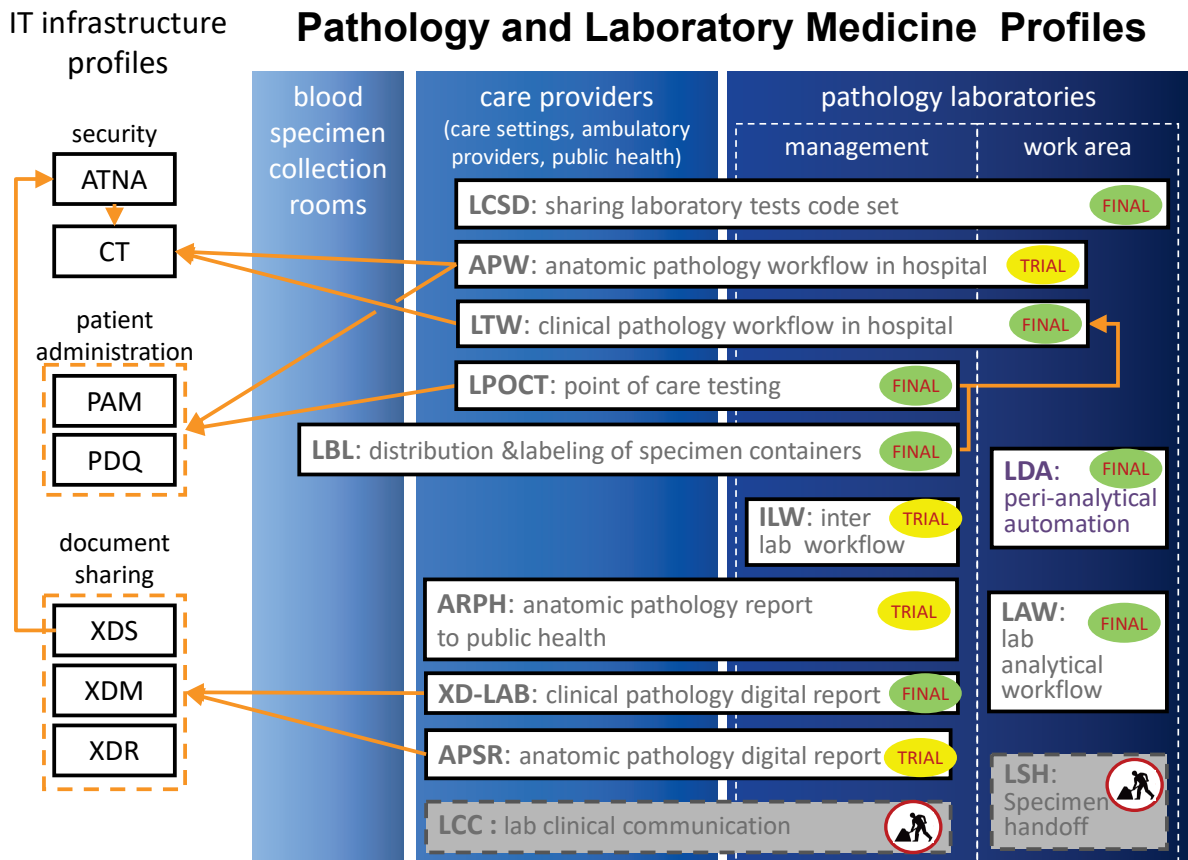 IT infrastructure
profiles
Pathology and Laboratory Medicine Profiles
security
ATNA
CT
patient
administration
PAM
PDQ
document
sharing
XDS
XDM
XDR
blood
specimen
collection
rooms
care providers
(care settings, ambulatory
providers, public health)
pathology laboratories
management
work area
LCSD: sharing laboratory tests code set FINAL
APW: anatomic pathology workflow in hospital TRIAL
LTW: clinical pathology workflow in hospital FINAL
LPOCT: point of care testing FINAL
LBL: distribution &labeling of specimen containers FINAL
LDA: FINAL
peri-analytical
automation
ILW: inter TRIAL
lab workflow
ARPH: anatomic pathology report
to public health
TRIAL
LAW: FINAL
lab
analytical
workflow
XD-LAB: clinical pathology digital report FINAL
APSR: anatomic pathology digital report TRIAL
LSH:
Specimen
handoff
LCC : lab clinical communication